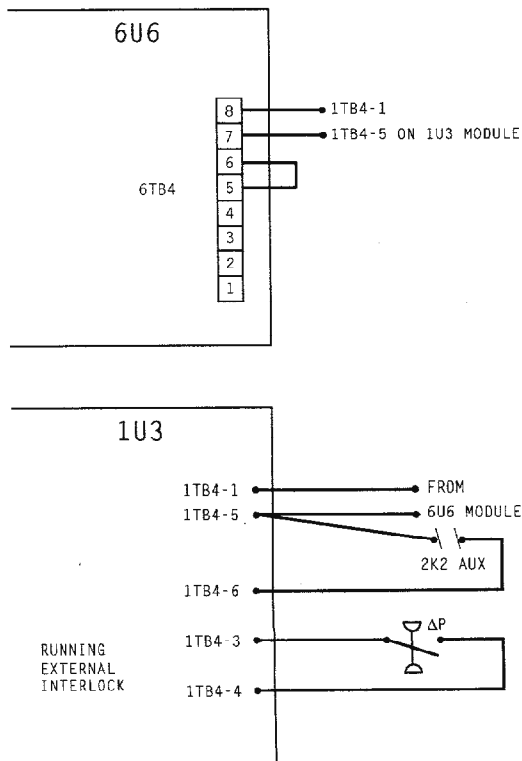 6U6
8
1TB4-1
7
1TB4-5 ON 1U3 MODULE
6
6TB4
5
4
3
2
1
1U3
1TB4-1
FROM
1TB4-5
6U6 MODULE
2K2 AUX
1TB4-6
ΔP
1TB4-3
RUNNING
EXTERNAL
INTERLOCK
1TB4-4